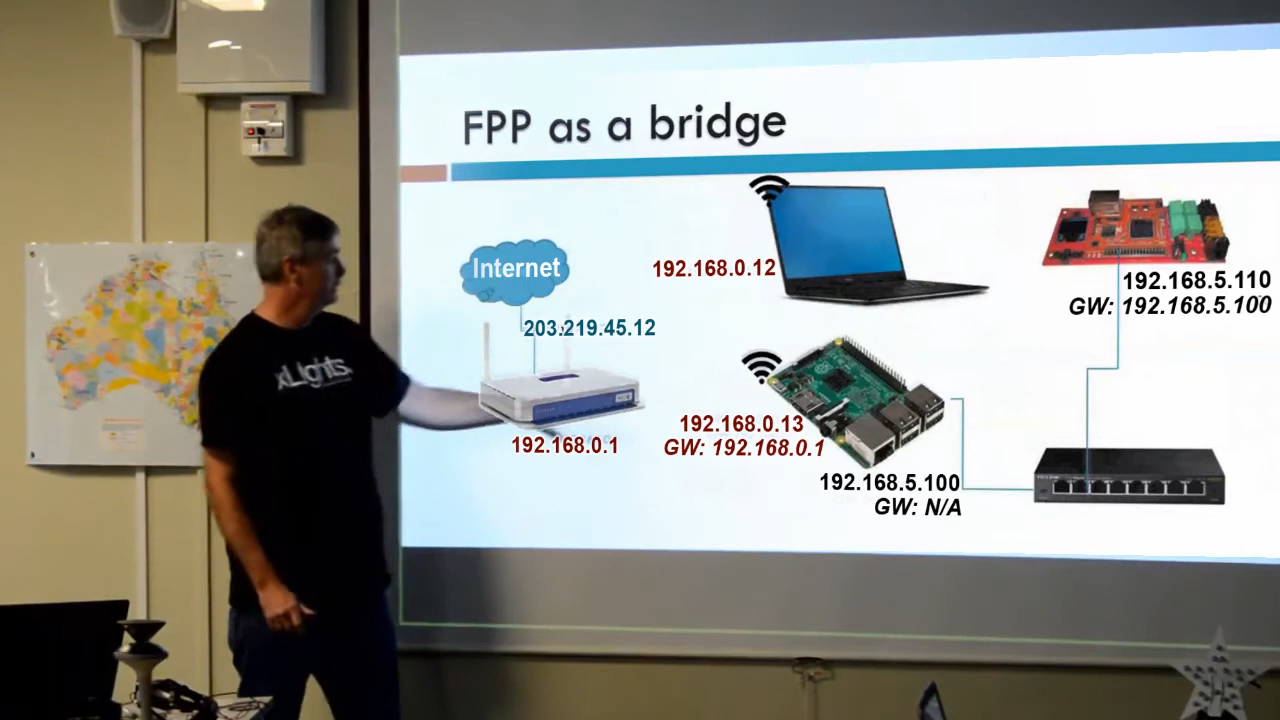 FPP as a bridge
Internet
203.219.45.12
192.168.0.1
192.168.0.12
192.168.0.13
GW: 192.168.0.1
192.168.5.100
GW: N/A
192.168.5.110
GW: 192.168.5.100
xLights